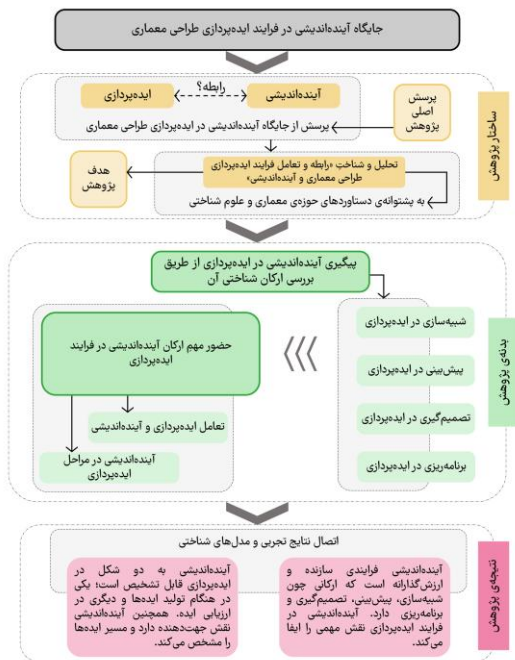 جایگاه آینده‌اندیشی در فرایند ایده‌پردازی طراحی معماری
ساختار پژوهش
پرسش
اصلی
پژوهش
آینده‌اندیشی
رابطه؟
ایده‌پردازی
پرسش از جایگاه آینده‌اندیشی در ایده‌پردازی طراحی معماری
تحلیل و شناختِ «رابطه و تعامل فرایند ایده‌پردازی
طراحی معماری و آینده‌اندیشی»
هدف
پژوهش
به پشتوانه‌ی دستاوردهای حوزه‌ی معماری و علوم شناختی
بدنه‌ی پژوهش
پیگیری آینده‌اندیشی در ایده‌پردازی از طریق
بررسی ارکان شناختی آن
شبیه‌سازی در ایده‌پردازی
پیش‌بینی در ایده‌پردازی
تصمیم‌گیری در ایده‌پردازی
برنامه‌ریزی در ایده‌پردازی
حضور مهمِ ارکان آینده‌اندیشی در فرایند
ایده‌پردازی
تعامل ایده‌پردازی و آینده‌اندیشی
آینده‌اندیشی در مراحل
ایده‌پردازی
نتیجه‌ی پژوهش
اتصال نتایج تجربی و مدل‌های شناختی
آینده‌اندیشی فرایندی سازنده و
ارزش‌گذارانه است که ارکانی چون
شبیه‌سازی، پیش‌بینی، تصمیم‌گیری و
برنامه‌ریزی دارد. آینده‌اندیشی در
فرایند ایده‌پردازی نقش مهمی را ایفا
می‌کند.
آینده‌اندیشی به دو شکل در
ایده‌پردازی قابل تشخیص است؛ یکی
در هنگام تولید ایده‌ها و دیگری در
ارزیابی ایده. همچنین آینده‌اندیشی
نقش جهت‌دهنده دارد و مسیر ایده‌ها
را مشخص می‌کند.